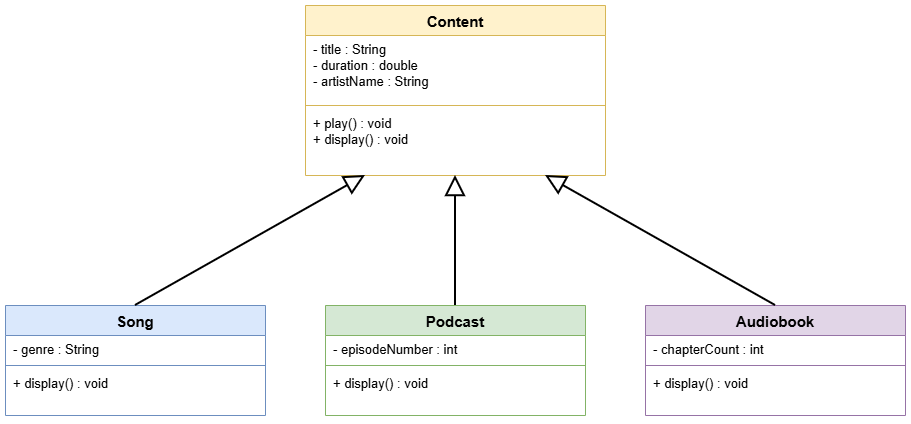 Content
- title : String
- duration : double
- artistName : String
+ play() : void
+ display() : void
Song
- genre : String
+ display() : void
Podcast
- episodeNumber : int
+ display() : void
Audiobook
- chapterCount : int
+ display() : void